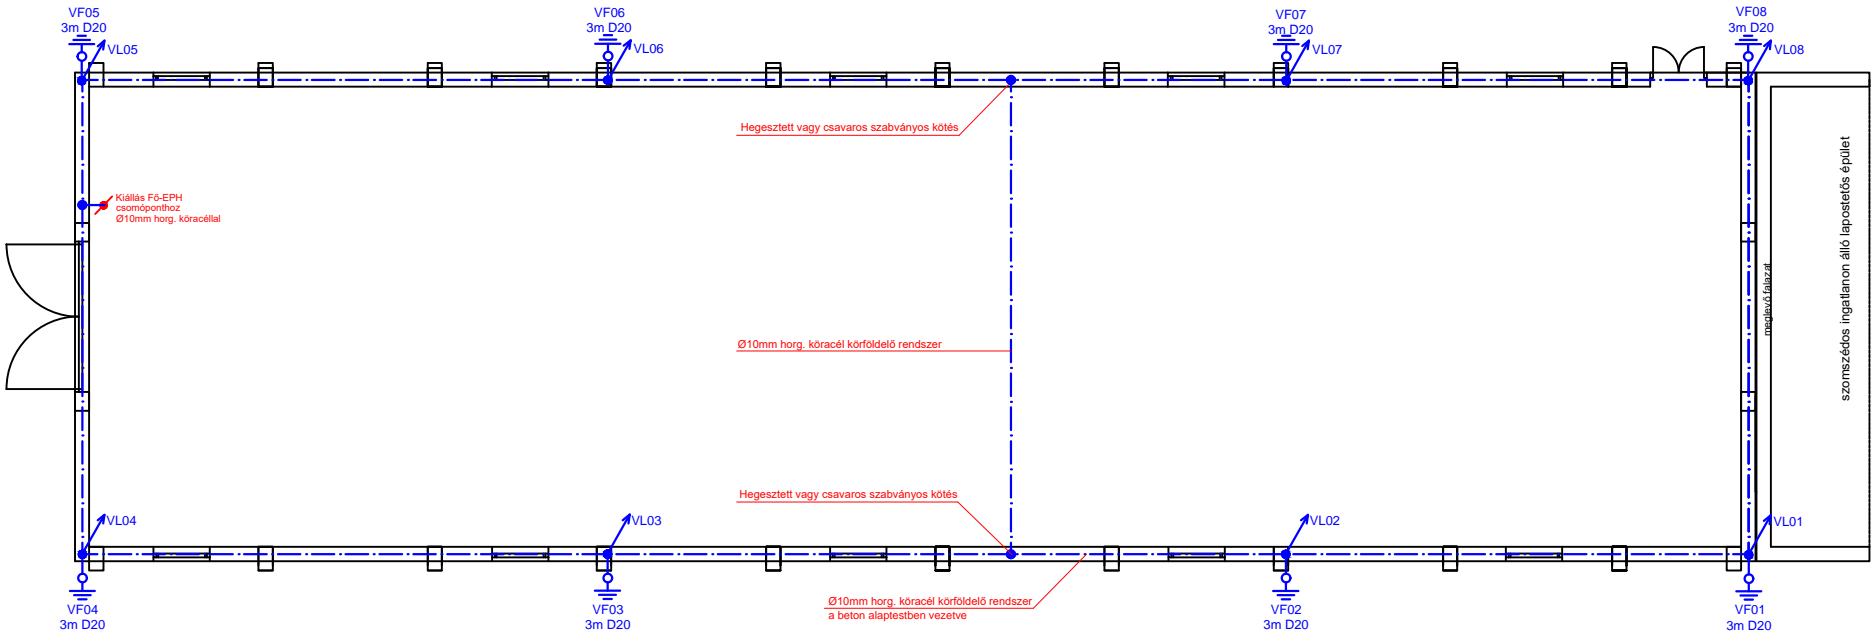 VF05
3m D20
VL05
VF06
3m D20
VL06
VF07
3m D20
VL07
VF08
3m D20
VL08
Hegesztett vagy csavaros szabványos kötés
Kiállás Fő-EPH
csomóponthoz
Ø10mm horg. köracéllal
szomszédos ingatlanon álló lapostetős épület
meglevő falazat
Ø10mm horg. köracél körföldelő rendszer
Hegesztett vagy csavaros szabványos kötés
VL04
VL03
VL02
VL01
Ø10mm horg. köracél körföldelő rendszer
a beton alaptestben vezetve
VF04
3m D20
VF03
3m D20
VF02
3m D20
VF01
3m D20